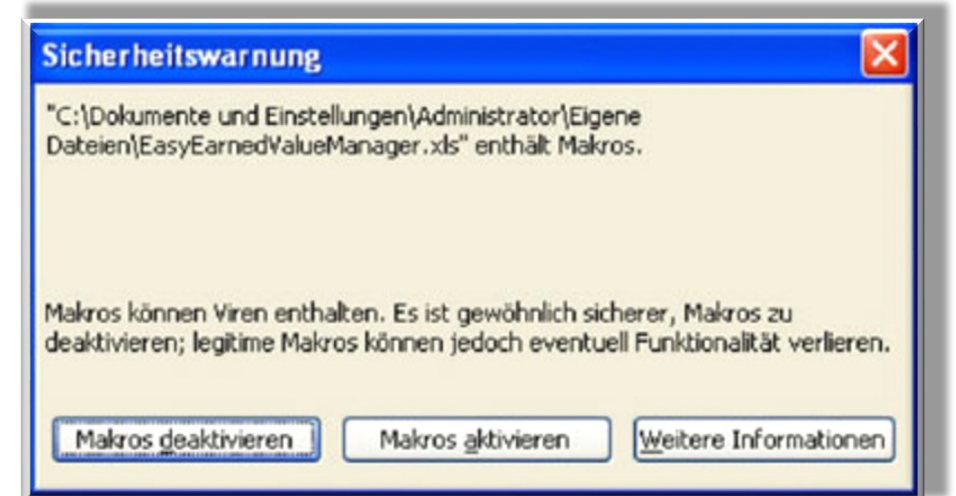 Sicherheitswarnung
"C:\Dokumente und Einstellungen\Administrator\Eigene
Dateien\EasyEarnedValueManager.xls" enthält Makros.
Makros können Viren enthalten. Es ist gewöhnlich sicherer, Makros zu
deaktivieren; legitime Makros können jedoch eventuell Funktionalität verlieren.
Makros deaktivieren
Makros aktivieren
Weitere Informationen